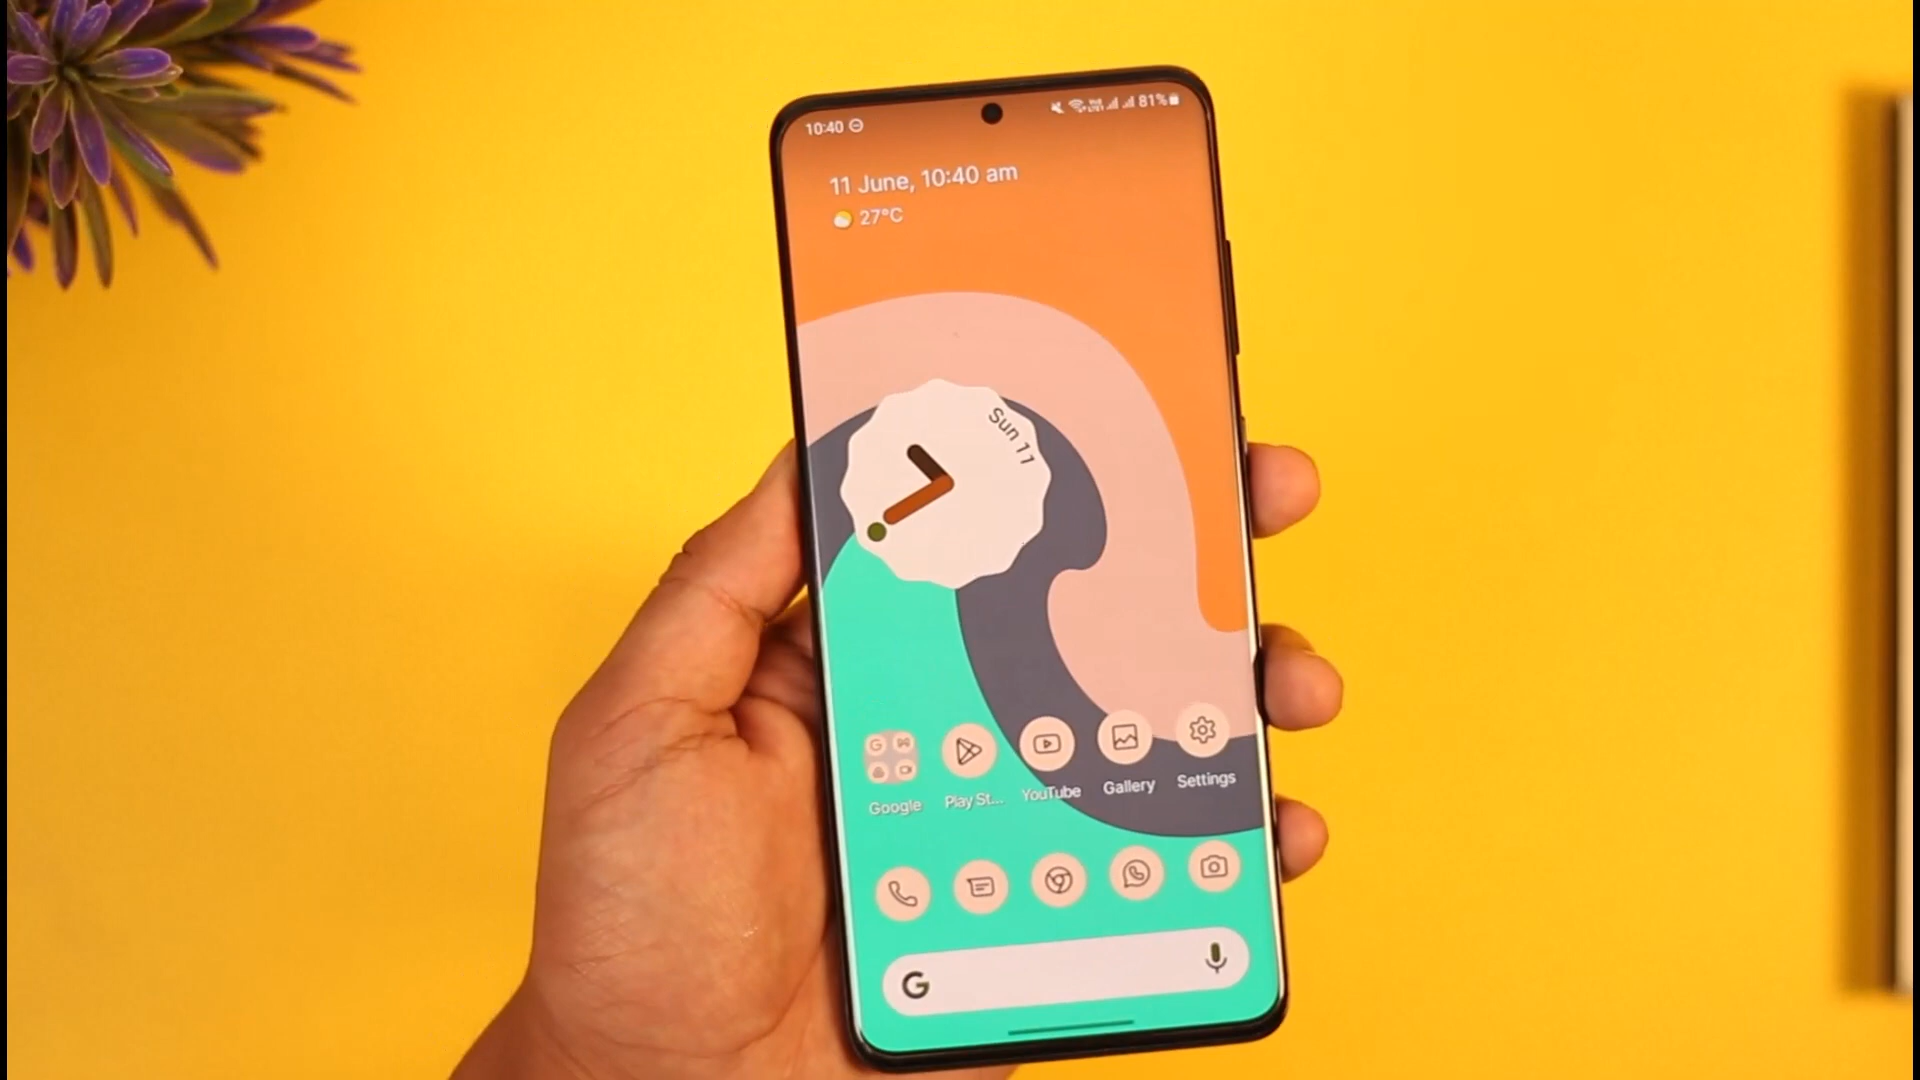 10:40
81%
11 June, 10:40 am
27°C
Sun 11
Google
Play St...
YouTube
Gallery
Settings
G